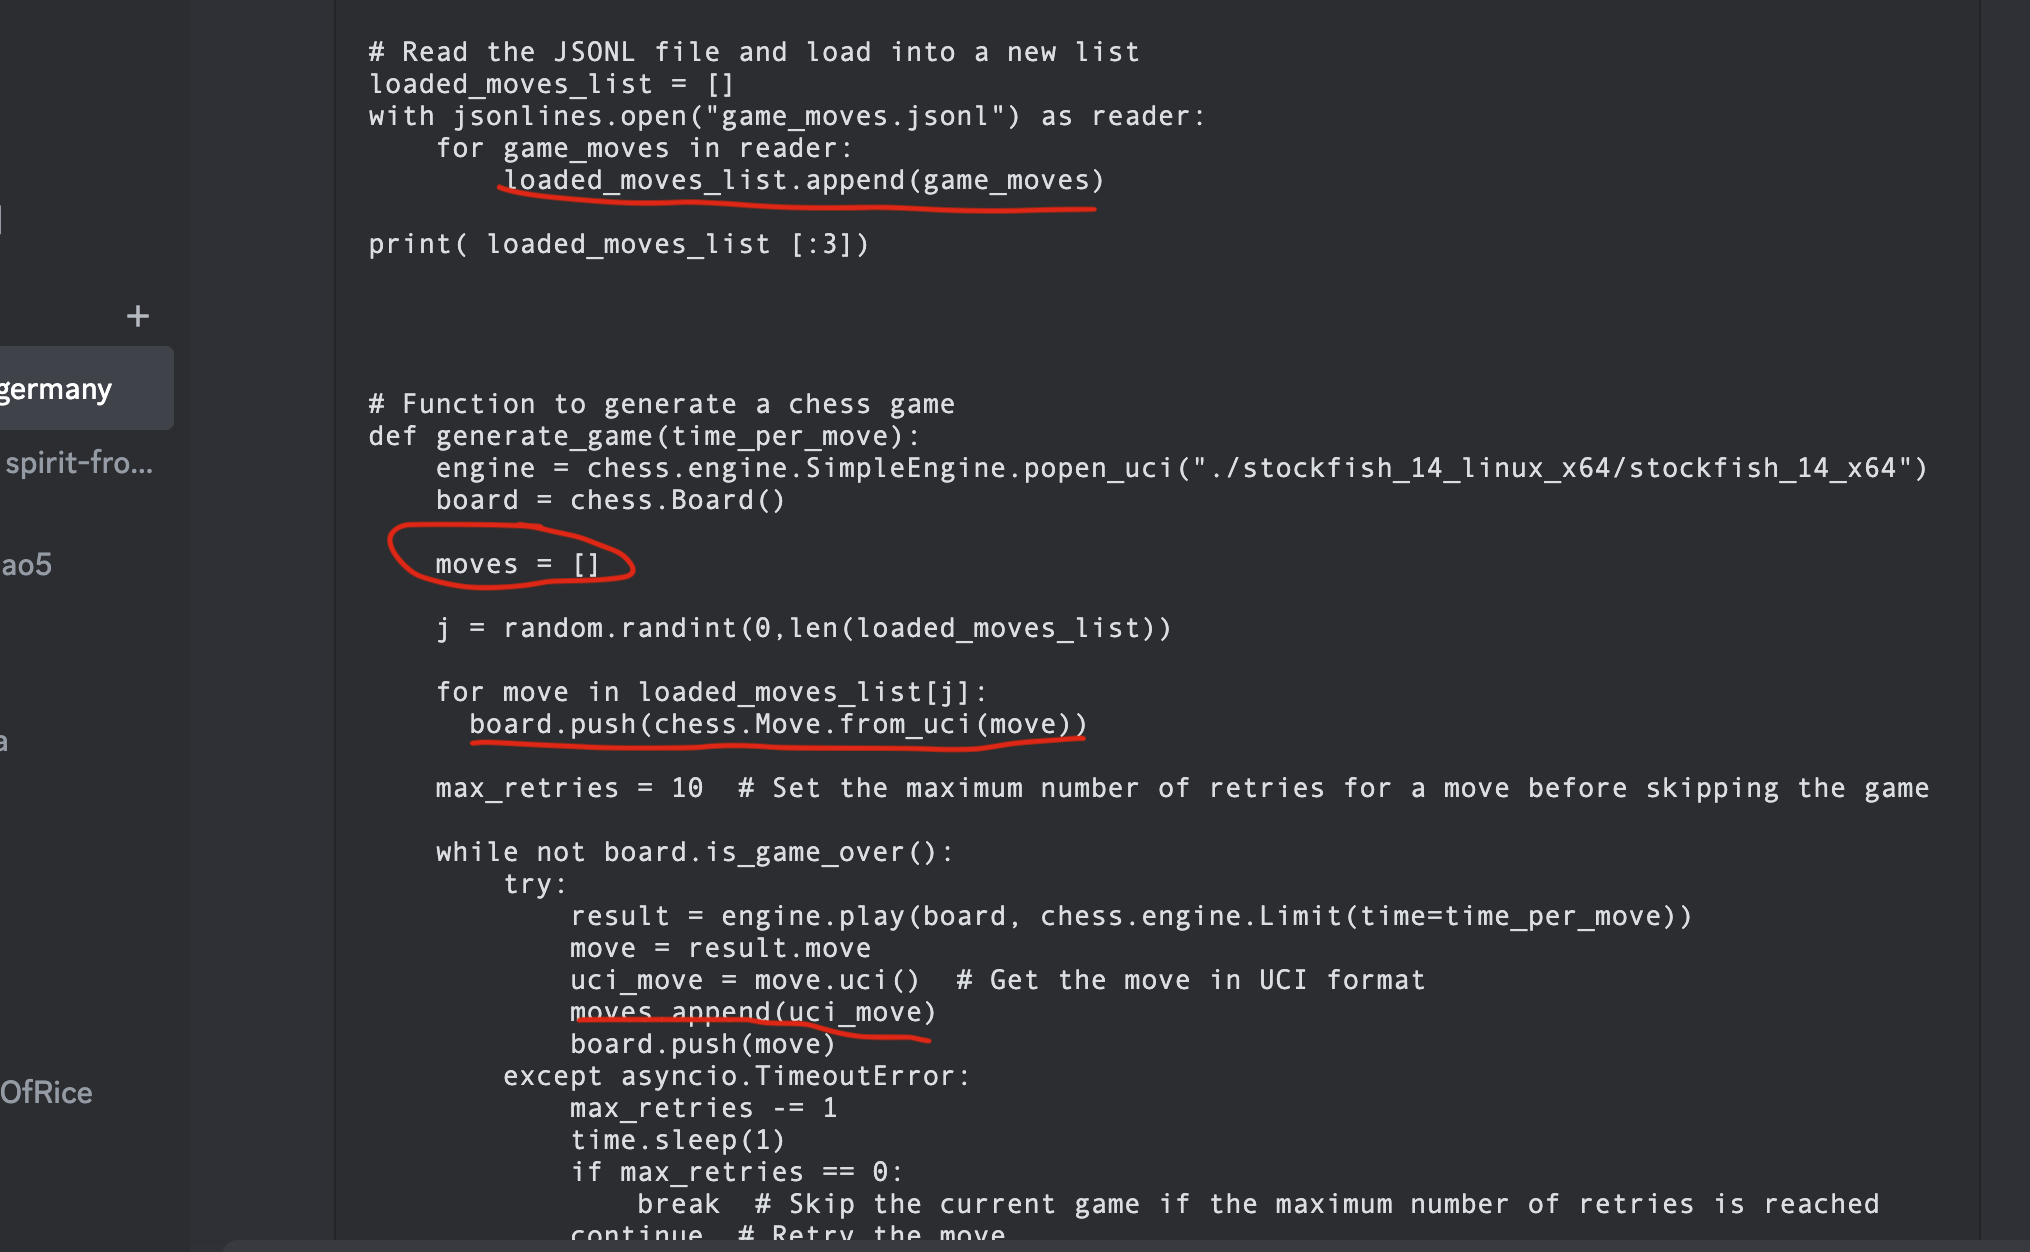 # Read the JSONL file and load into a new list
loaded_moves_list = []
with jsonlines.open("game_moves.jsonl") as reader:
for game_moves in reader:
loaded_moves_list.append(game_moves)
print( loaded_moves_list [:3])
+
germany
spirit-fro...
ao5
a
OfRice
# Function to generate a chess game
def generate_game(time_per_move):
engine = chess.engine.SimpleEngine.popen_uci("./stockfish_14_linux_x64/stockfish_14_x64")
board = chess.Board()
moves = []
j = random.randint(0,len(loaded_moves_list))
for move in loaded_moves_list[j]:
board.push(chess.Move.from_uci(move))
max_retries = 10  # Set the maximum number of retries for a move before skipping the game
while not board.is_game_over():
try:
result = engine.play(board, chess.engine.Limit(time=time_per_move))
move = result.move
uci_move = move.uci()  # Get the move in UCI format
moves.append(uci_move)
board.push(move)
except asyncio.TimeoutError:
max_retries -= 1
time.sleep(1)
if max_retries == 0:
break  # Skip the current game if the maximum number of retries is reached
continue  # Retry the move